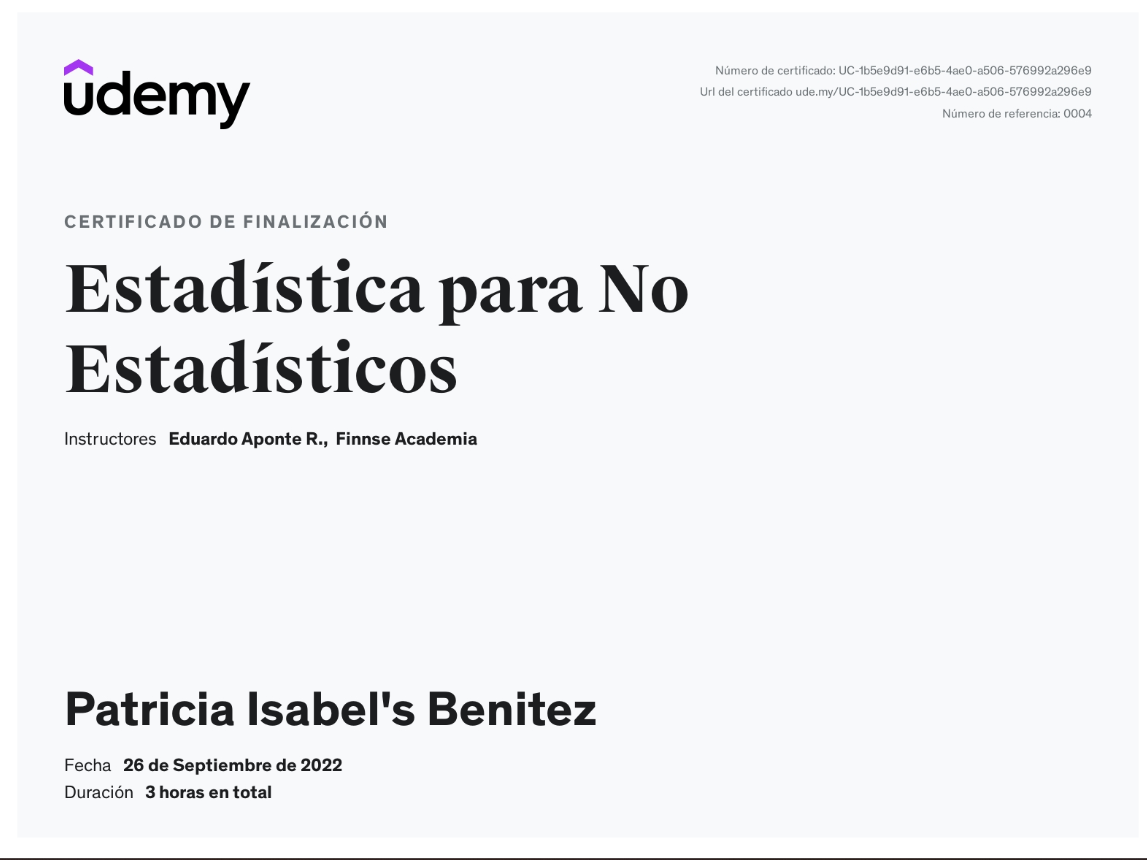 udemy
Número de certificado: UC-1b5e9d91-e6b5-4ae0-a506-576992a296e9
Url del certificado ude.my/UC-1b5e9d91-e6b5-4ae0-a506-576992a296e9
Número de referencia: 0004
CERTIFICADO DE FINALIZACIÓN
Estadística para No
Estadísticos
Instructores Eduardo Aponte R., Finnse Academia
Patricia Isabel's Benitez
Fecha 26 de Septiembre de 2022
Duración 3 horas en total